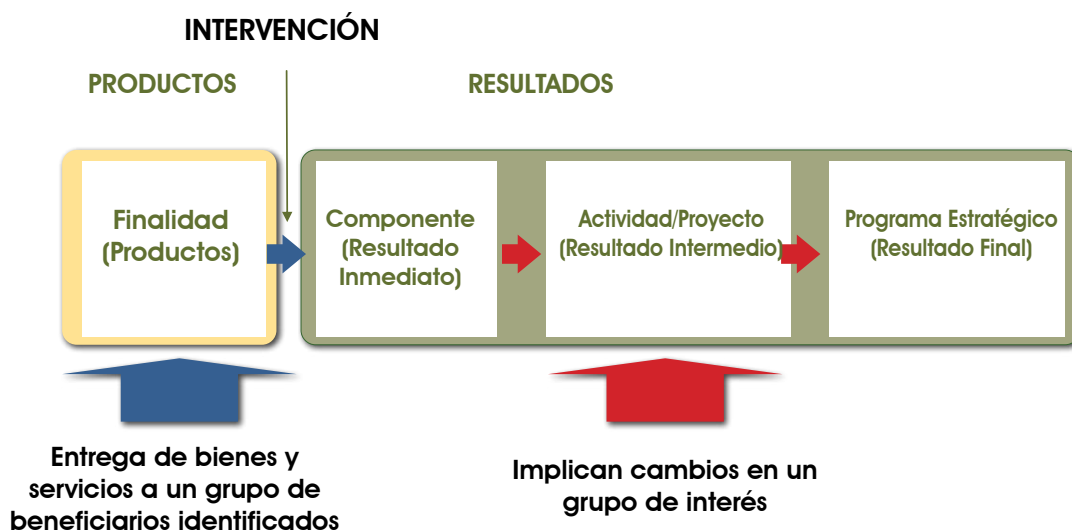 INTERVENCIÓN
PRODUCTOS
RESULTADOS
Finalidad
(Productos)
Componente
(Resultado
Inmediato)
Actividad/Proyecto
(Resultado Intermedio)
Programa Estratégico
(Resultado Final)
Entrega de bienes y
servicios a un grupo de
beneficiarios identificados
Implican cambios en un
grupo de interés